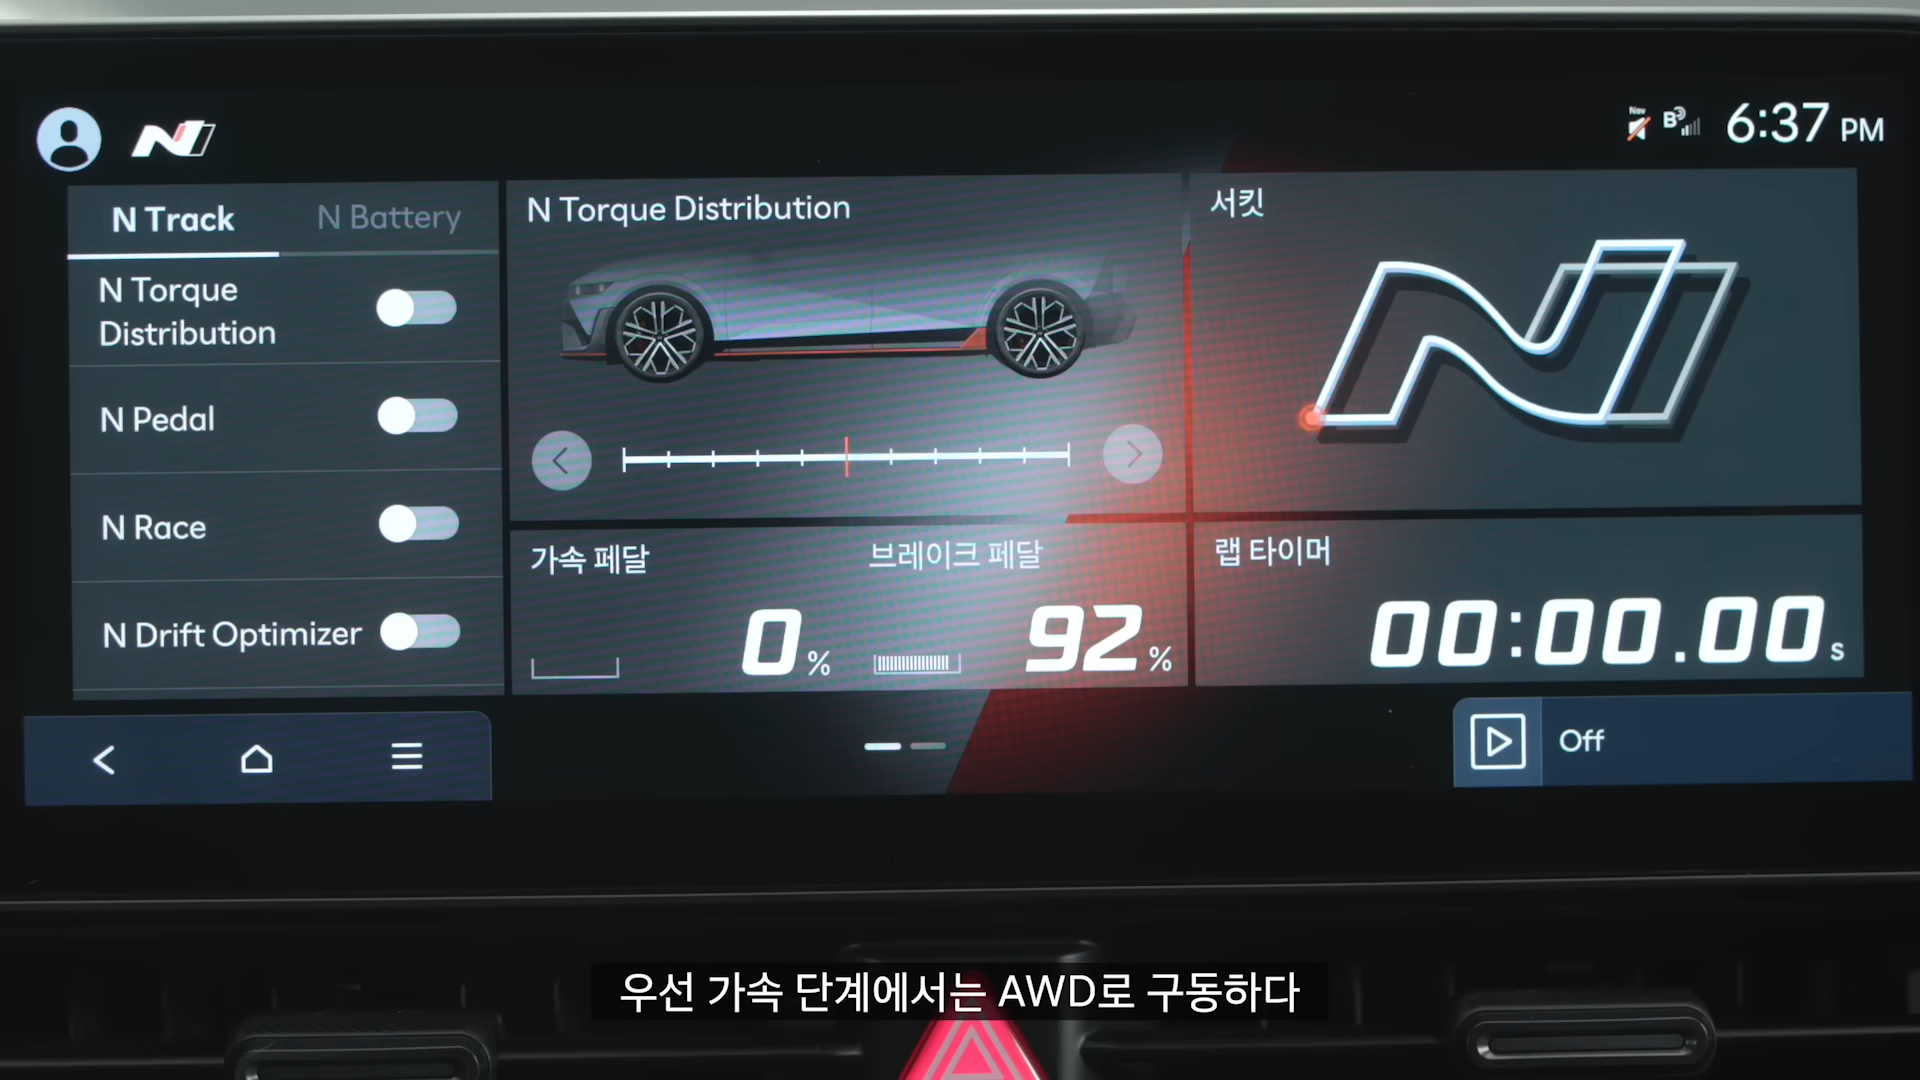 Nav
B
6:37 PM
N Track
N Battery
N Torque
Distribution
N Pedal
N Race
N Drift Optimizer
N Torque Distribution
서킷
가속 페달
0 %
브레이크 페달
92 %
랩 타이머
00:00.00 s
Off
우선 가속 단계에서는 AWD로 구동하다